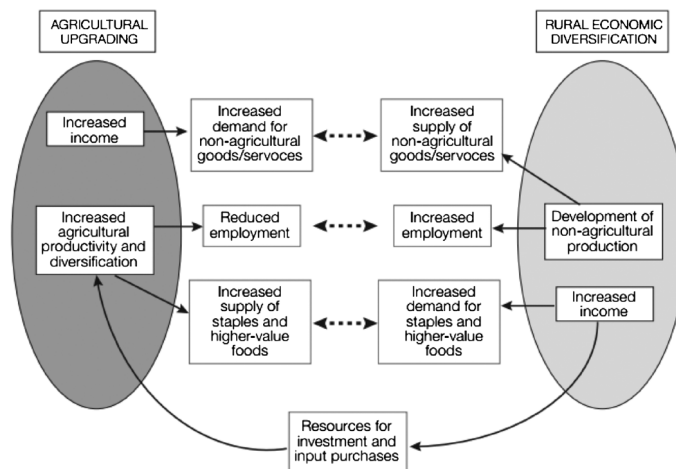 AGRICULTURAL
UPGRADING
RURAL ECONOMIC
DIVERSIFICATION
Increased
income
Increased
demand for
non-agricultural
goods/servoces
Increased
supply of
non-agricultural
goods/servoces
Increased
agricultural
productivity and
diversification
Reduced
employment
Increased
employment
Development of
non-agricultural
production
Increased
supply of
staples and
higher-value
foods
Increased
demand for
staples and
higher-value
foods
Increased
income
Resources for
investment and
input purchases